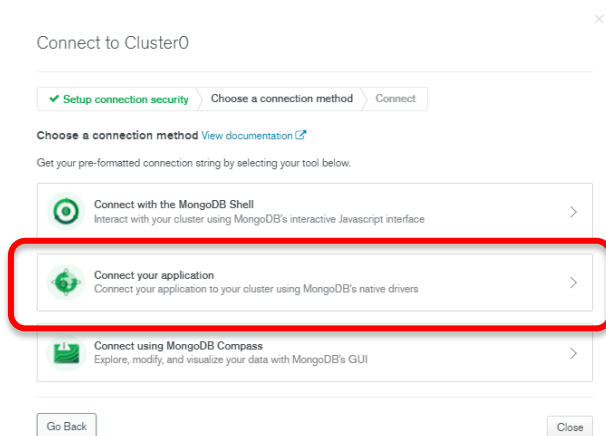 Connect to Cluster0
✔ Setup connection security
Choose a connection method
Connect
Choose a connection method View documentation
Get your pre-formatted connection string by selecting your tool below.
Connect with the MongoDB Shell
Interact with your cluster using MongoDB's interactive Javascript interface
Connect your application
Connect your application to your cluster using MongoDB's native drivers
Connect using MongoDB Compass
Explore, modify, and visualize your data with MongoDB's GUI
Go Back
Close